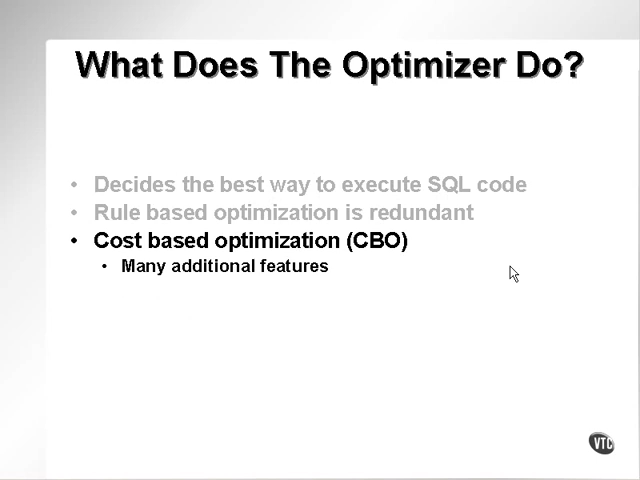 What Does The Optimizer Do?
• Decides the best way to execute SQL code
• Rule based optimization is redundant
• Cost based optimization (CBO)
• Many additional features
VTC